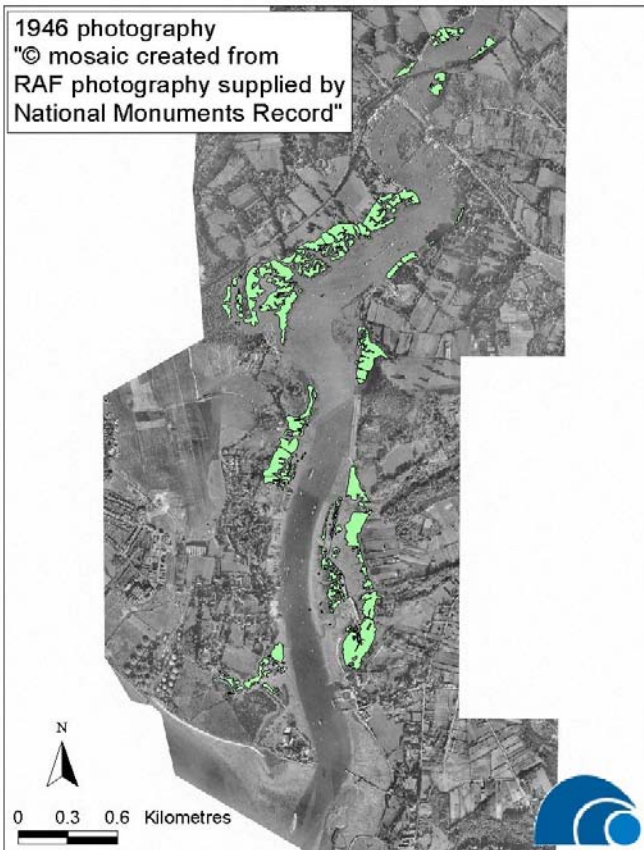 1946 photography
"© mosaic created from
RAF photography supplied by
National Monuments Record"
N
0 0.3 0.6 Kilometres